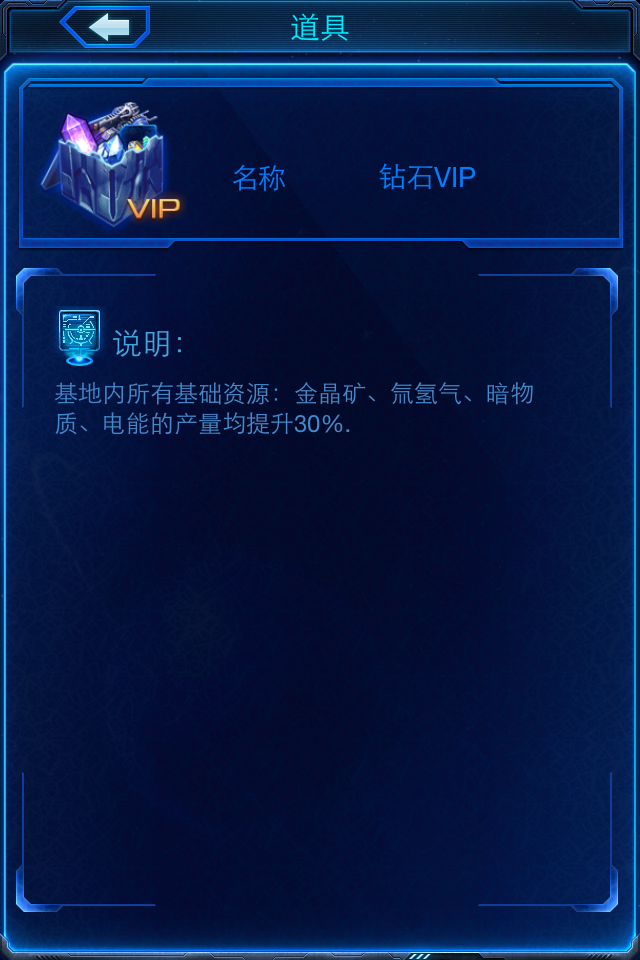 道具
VIP
名称 钻石VIP
说明：
基地内所有基础资源：金晶矿、氚氢气、暗物
质、电能的产量均提升30%.